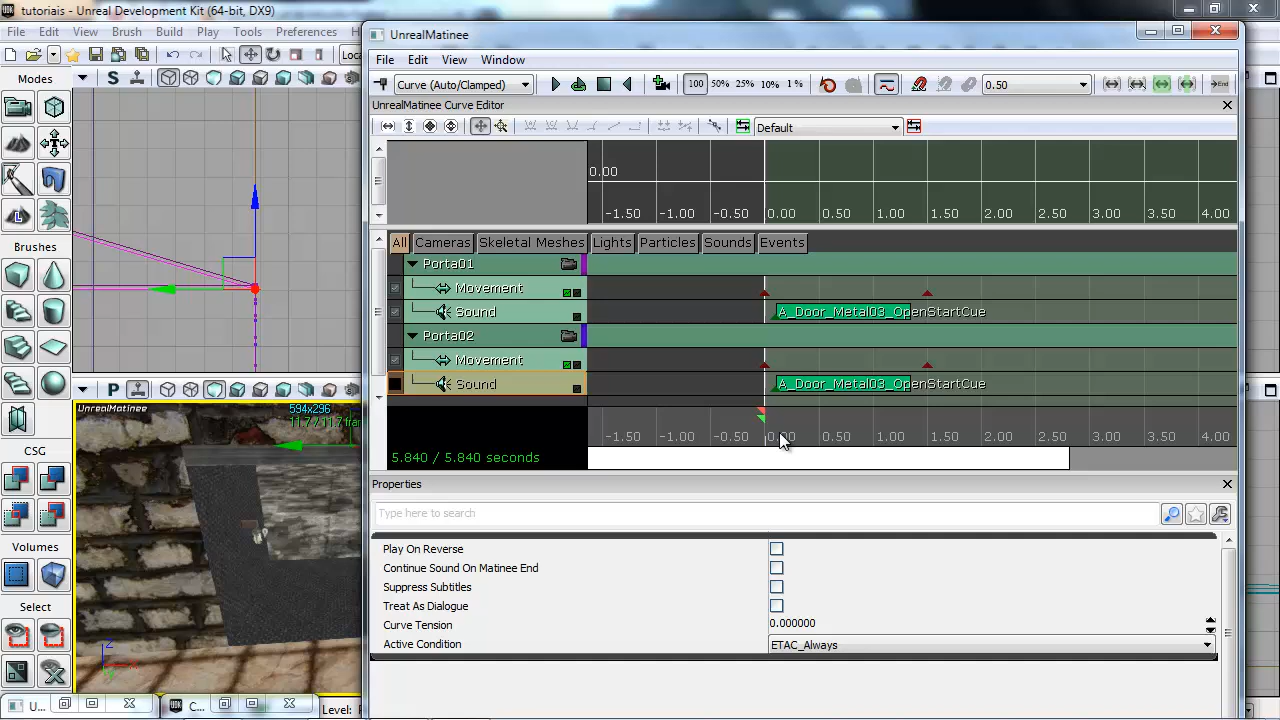 tutoriais - Unreal Development Kit (64-bit, DX9)
File Edit View Brush Build Play Tools Preferences
Loca
UnrealMatinee
File Edit View Window
Curve (Auto/Clamped) 100 50% 25% 10% 1 % 0.50
UnrealMatinee Curve Editor
Default
0.00
-1.50 -1.00 -0.50 0.00 0.50 1.00 1.50 2.00 2.50 3.00 3.50 4.00
All Cameras Skeletal Meshes Lights Particles Sounds Events
Porta01
Movement
Sound A_Door_Metal03_OpenStartCue
Porta02
Movement
Sound A_Door_Metal03_OpenStartCue
-1.50 -1.00 -0.50 0.00 0.50 1.00 1.50 2.00 2.50 3.00 3.50 4.00
5.840 / 5.840 seconds
Properties
Type here to search
Play On Reverse
Continue Sound On Matinee End
Suppress Subtitles
Treat As Dialogue
Curve Tension 0.000000
Active Condition ETAC_Always
Modes
Brushes
CSG
Volumes
Select
S
P
UnrealMatinee
594x296
Z
U...
C...
Level: